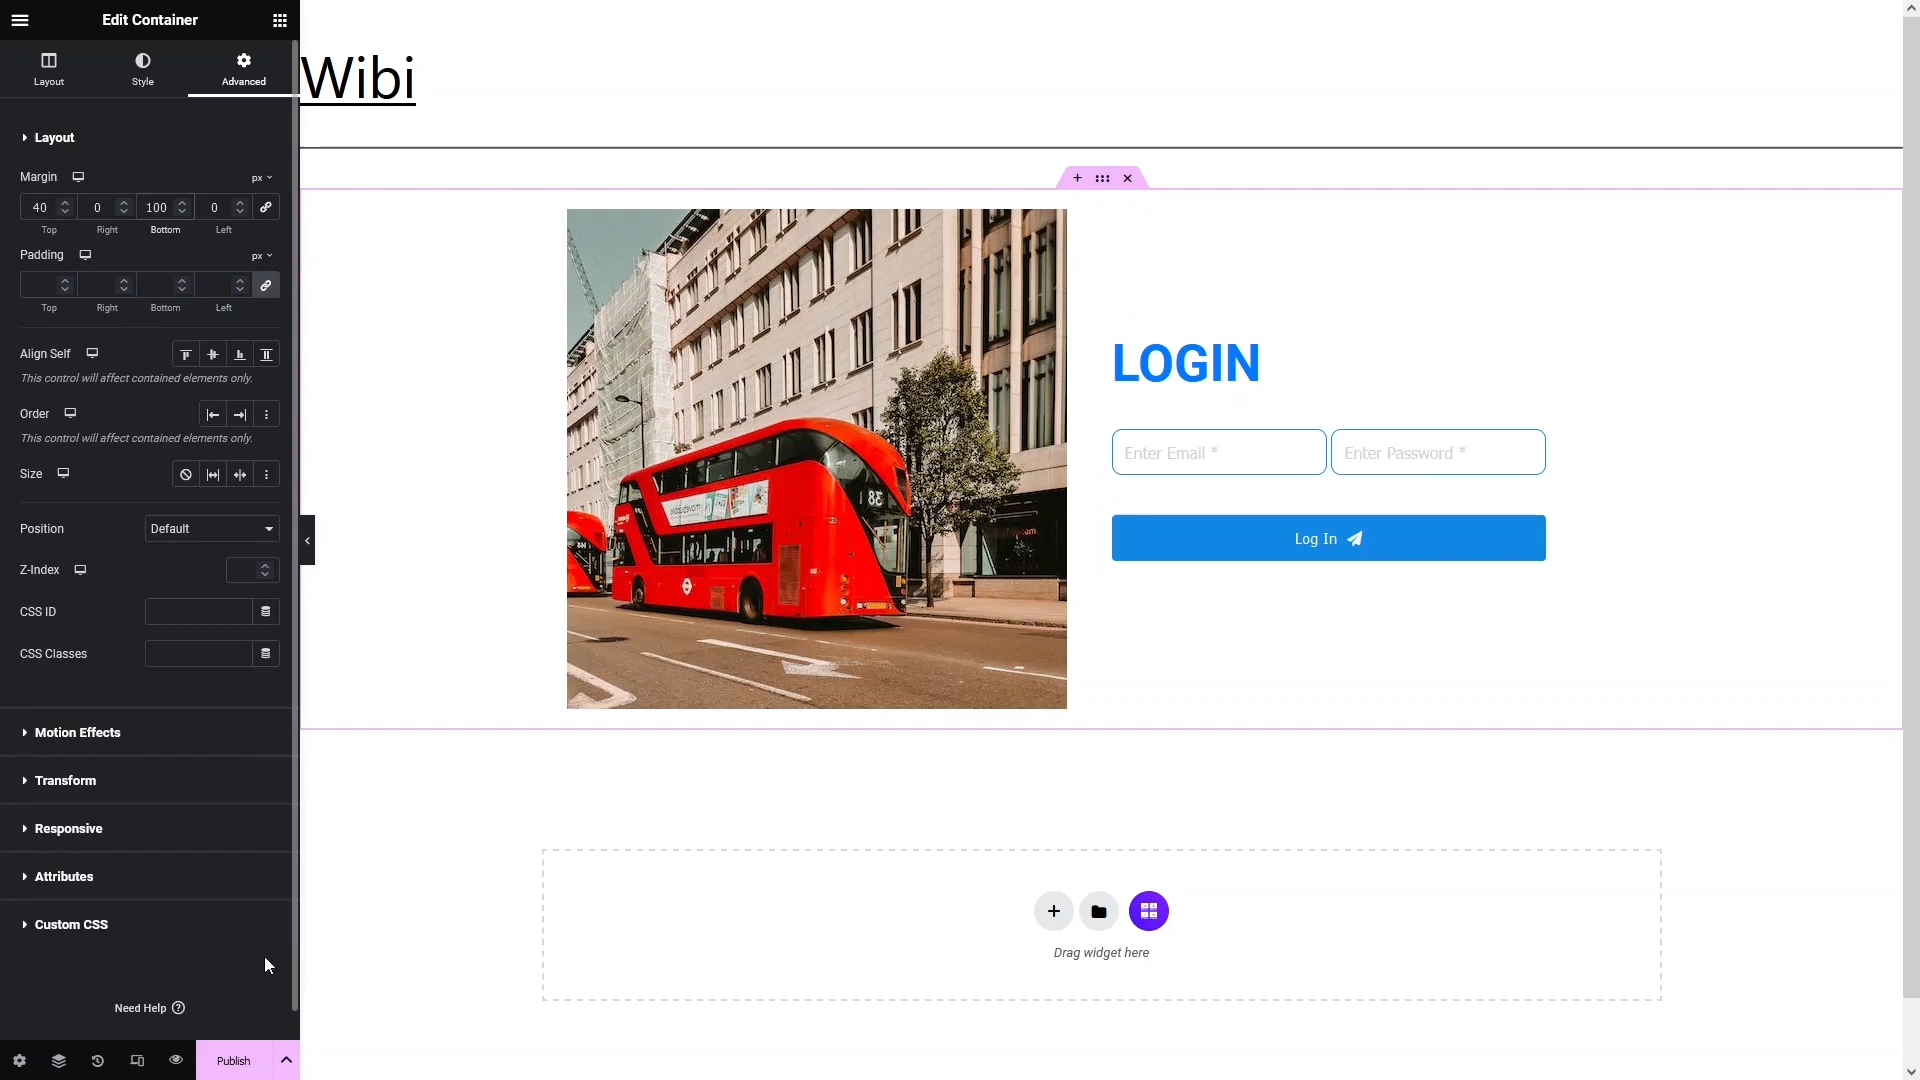 Edit Container
Layout Style Advanced
Wibi
Layout
Margin px
40 0 100 0
Top Right Bottom Left
Padding px
Top Right Bottom Left
Align Self
This control will affect contained elements only.
Order
This control will affect contained elements only.
Size
Position Default
Z-Index
CSS ID
CSS Classes
Motion Effects
Transform
Responsive
Attributes
Custom CSS
Need Help
Publish
LOGIN
Enter Email * Enter Password *
Log In
Drag widget here